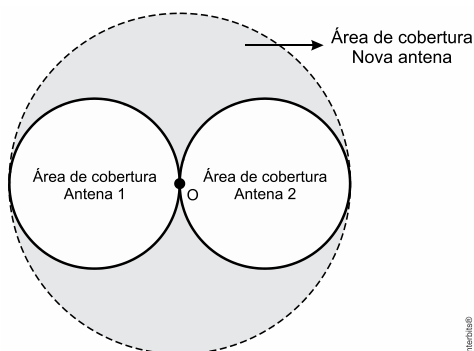 Área de cobertura
Nova antena
Área de cobertura
Antena 1
Área de cobertura
Antena 2
O